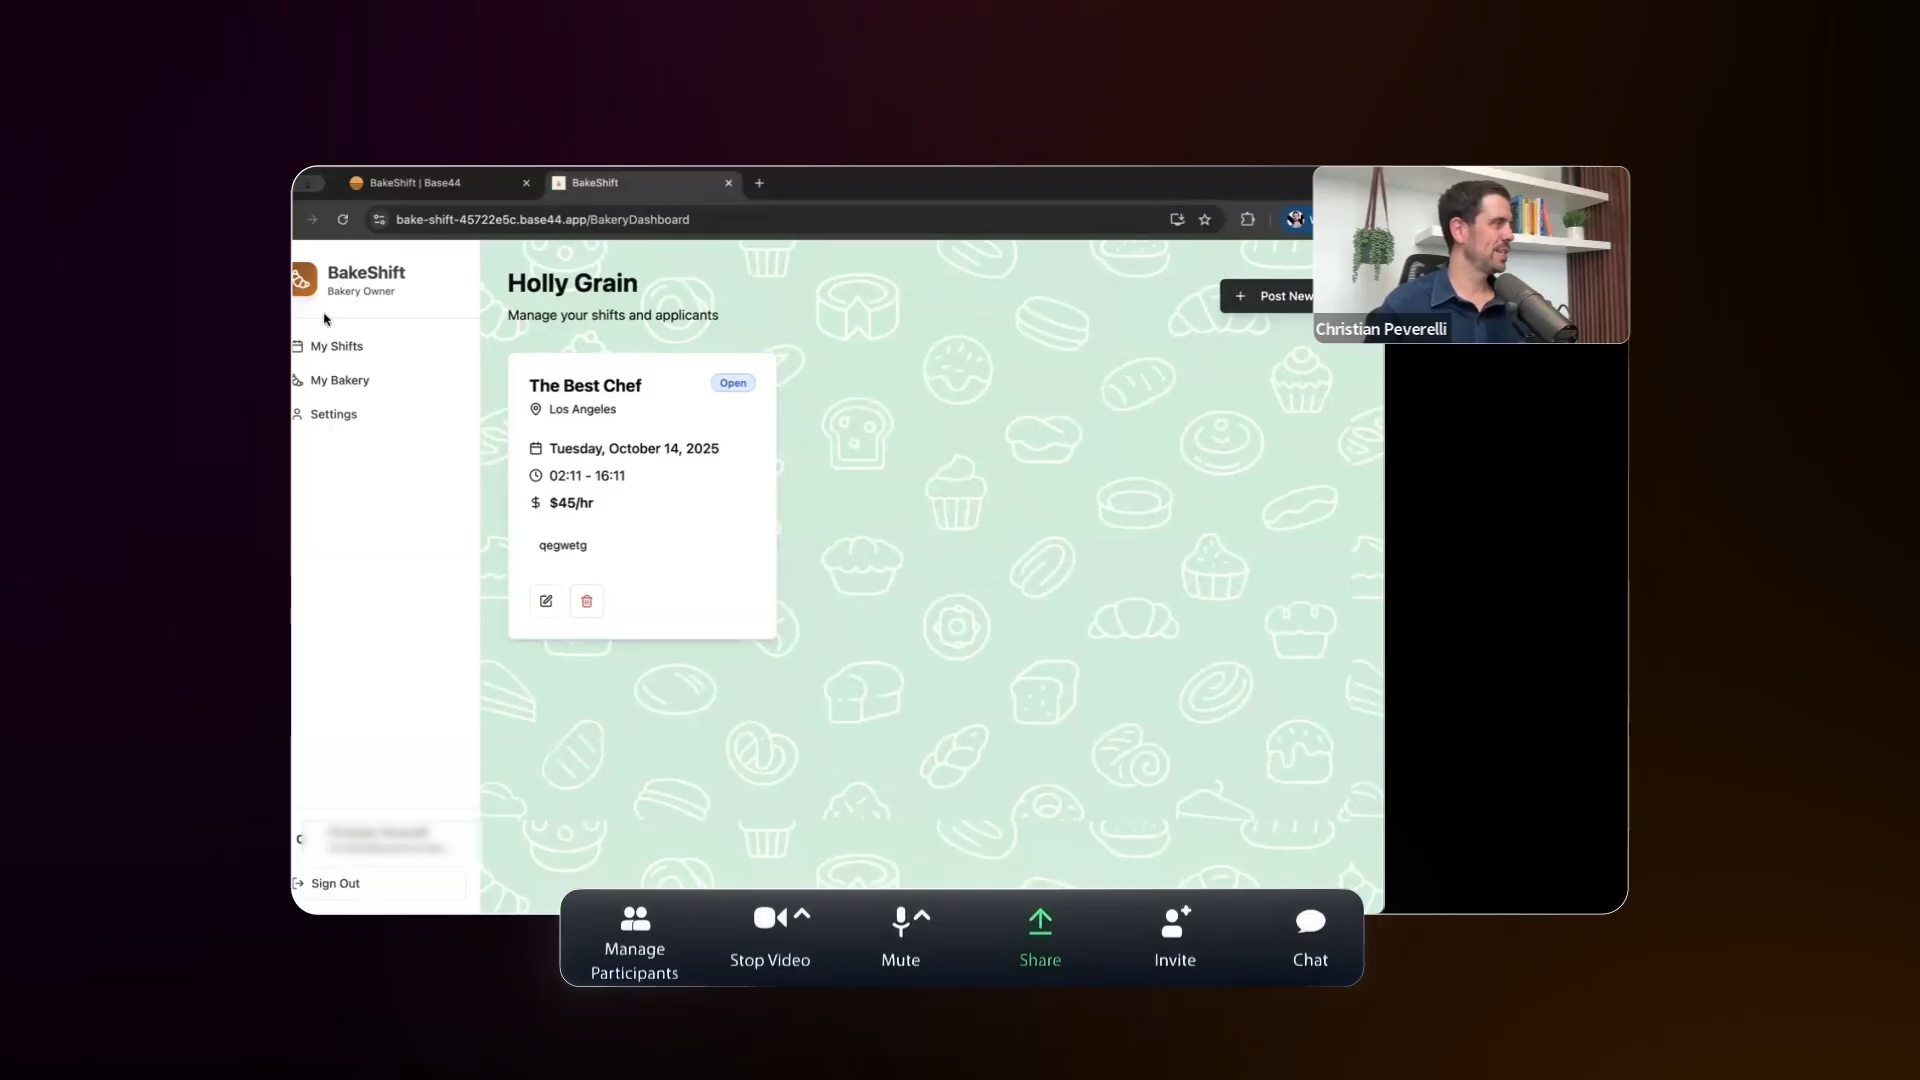 BakeShift | Base44
BakeShift
bake-shift-45722e5c.base44.app/BakeryDashboard
BakeShift
Bakery Owner
My Shifts
My Bakery
Settings
Sign Out
Holly Grain
Manage your shifts and applicants
Post New
The Best Chef
Open
Los Angeles
Tuesday, October 14, 2025
02:11 - 16:11
$ $45/hr
qegwetg
Christian Peverelli
Manage
Participants
Stop Video
Mute
Share
Invite
Chat